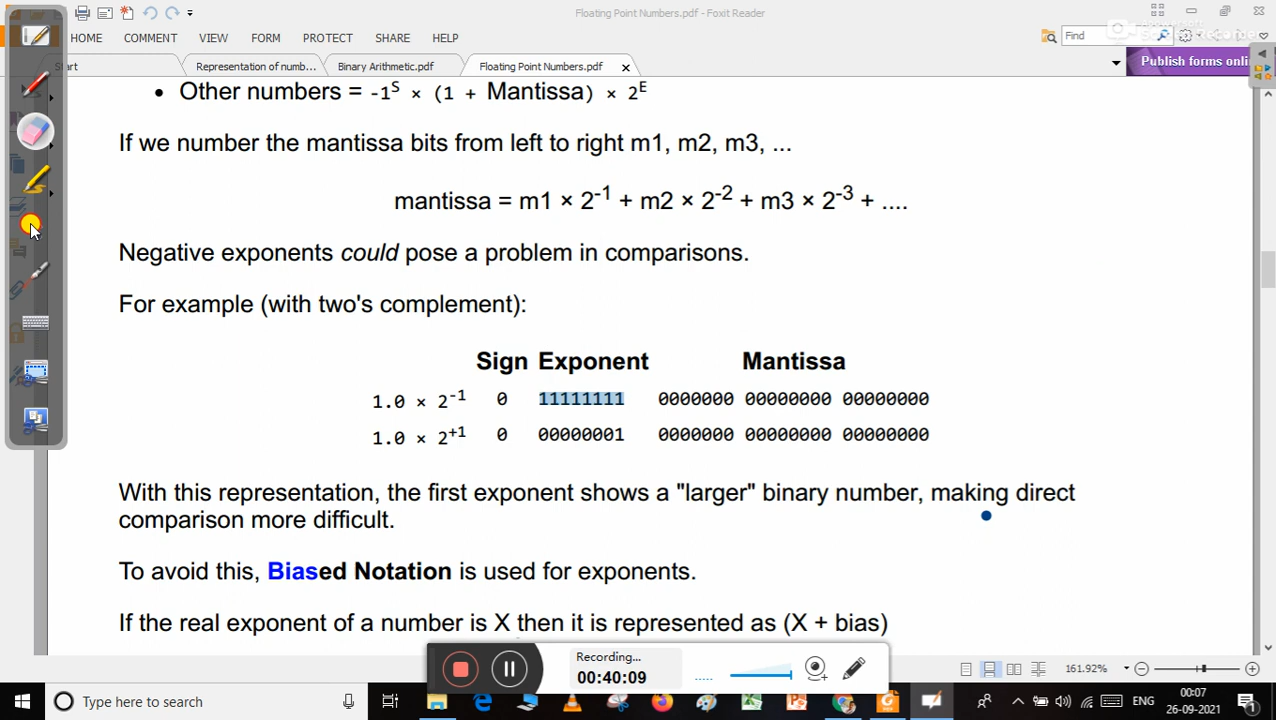 Floating Point Numbers.pdf - Foxit Reader
HOME COMMENT VIEW FORM PROTECT SHARE HELP
Find
Start Representation of numb... Binary Arithmetic.pdf Floating Point Numbers.pdf
Publish forms onli
• Other numbers = -1^S × (1 + Mantissa) × 2^E
If we number the mantissa bits from left to right m1, m2, m3, ...
mantissa = m1 × 2^-1 + m2 × 2^-2 + m3 × 2^-3 + ....
Negative exponents could pose a problem in comparisons.
For example (with two's complement):
Sign Exponent Mantissa
1.0 × 2^-1 0 11111111 0000000 00000000 00000000
1.0 × 2^+1 0 00000001 0000000 00000000 00000000
With this representation, the first exponent shows a "larger" binary number, making direct
comparison more difficult.
To avoid this, Biased Notation is used for exponents.
If the real exponent of a number is X then it is represented as (X + bias)
Recording...
00:40:09
161.92%
Type here to search
ENG
00:07
26-09-2021